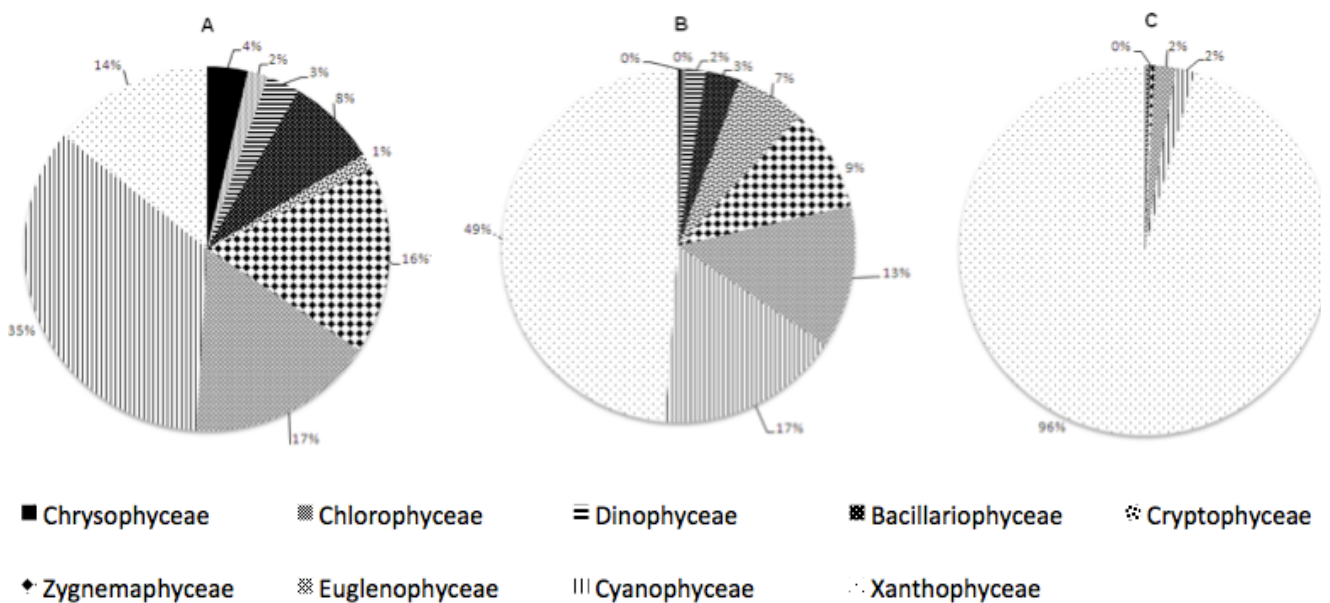 A
4%
2%
3%
8%
1%
16%
17%
35%
14%
B
0%
0%
2%
3%
7%
9%
13%
17%
49%
C
0%
2%
2%
96%
Chrysophyceae
Chlorophyceae
Dinophyceae
Bacillariophyceae
Cryptophyceae
Zygnemaphyceae
Euglenophyceae
Cyanophyceae
Xanthophyceae